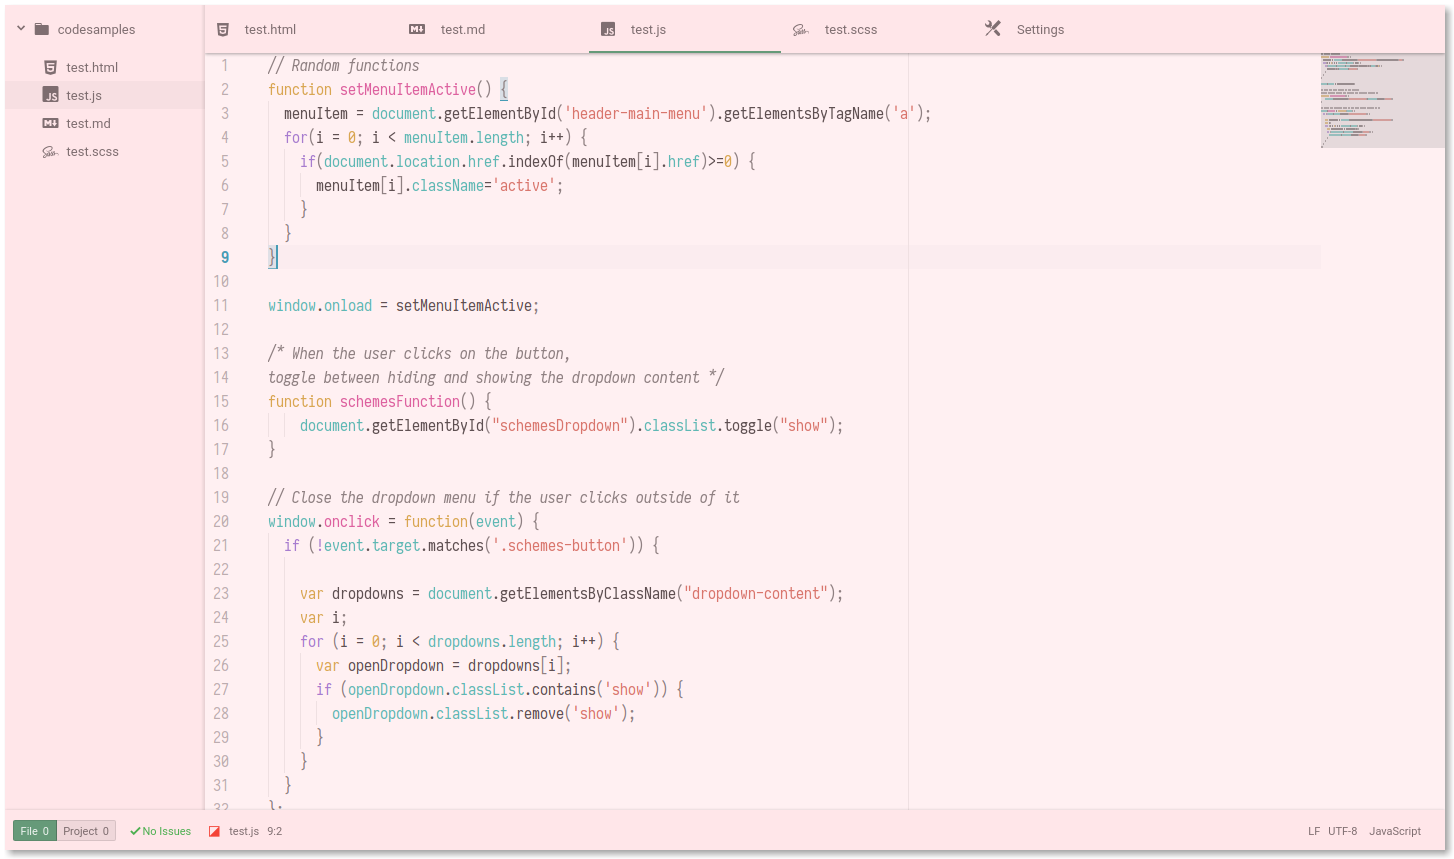 codesamples
test.html
test.js
test.md
test.scss
test.html test.md test.js test.scss Settings
1 // Random functions
2 function setMenuItemActive() {
3   menuItem = document.getElementById('header-main-menu').getElementsByTagName('a');
4   for(i = 0; i < menuItem.length; i++) {
5     if(document.location.href.indexOf(menuItem[i].href)>=0) {
6       menuItem[i].className='active';
7     }
8   }
9 }
10
11 window.onload = setMenuItemActive;
12
13 /* When the user clicks on the button,
14 toggle between hiding and showing the dropdown content */
15 function schemesFunction() {
16     document.getElementById("schemesDropdown").classList.toggle("show");
17 }
18
19 // Close the dropdown menu if the user clicks outside of it
20 window.onclick = function(event) {
21   if (!event.target.matches('.schemes-button')) {
22
23     var dropdowns = document.getElementsByClassName("dropdown-content");
24     var i;
25     for (i = 0; i < dropdowns.length; i++) {
26       var openDropdown = dropdowns[i];
27       if (openDropdown.classList.contains('show')) {
28         openDropdown.classList.remove('show');
29       }
30     }
31   }
32 };
File 0 Project 0 No Issues test.js 9:2 LF UTF-8 JavaScript